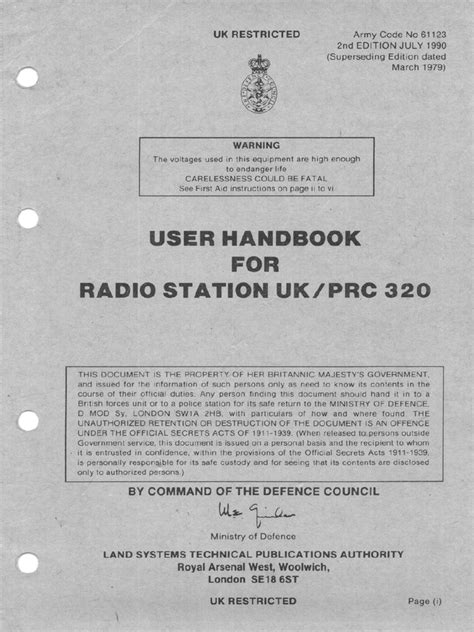 UK RESTRICTED
Army Code No 61123
2nd EDITION JULY 1990
(Superseding Edition dated
March 1979)
WARNING
The voltages used in this equipment are high enough
to endanger life
CARELESSNESS COULD BE FATAL
See First Aid instructions on page ii to vi
USER HANDBOOK
FOR
RADIO STATION UK/PRC 320
THIS DOCUMENT IS THE PROPERTY OF HER BRITANNIC MAJESTY'S GOVERNMENT,
and issued for the information of such persons only as need to know its contents in the
course of their official duties. Any person finding this document should hand it in to a
British forces unit or to a police station for its safe return to the MINISTRY OF DEFENCE,
D MOD Sy, LONDON SW1A 2HB, with particulars of how and where found. THE
UNAUTHORIZED RETENTION OR DESTRUCTION OF THE DOCUMENT IS AN OFFENCE
UNDER THE OFFICIAL SECRETS ACTS OF 1911-1939. (When released to persons outside
Government service, this document is issued on a personal basis and the recipient to whom
it is entrusted in confidence, within the provisions of the Official Secrets Acts 1911-1939,
is personally responsible for its safe custody and for seeing that its contents are disclosed
only to authorized persons.)
BY COMMAND OF THE DEFENCE COUNCIL
Ministry of Defence
LAND SYSTEMS TECHNICAL PUBLICATIONS AUTHORITY
Royal Arsenal West, Woolwich,
London SE18 6ST
UK RESTRICTED
Page (i)